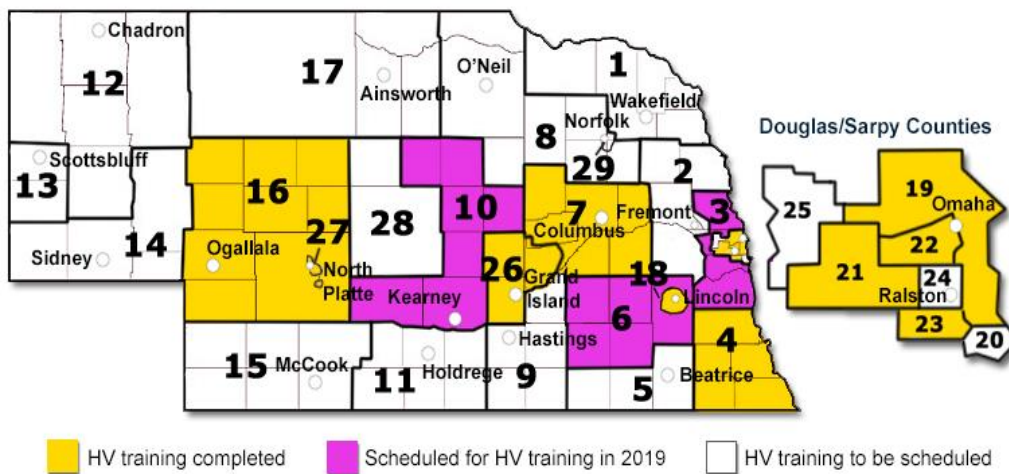 Chadron
12
17
Ainsworth
O'Neil
1
Wakefield
8
Norfolk
29
2
Scottsbluff
13
16
10
7
Columbus
Fremont
3
28
14
Sidney
Ogallala
27
North
Platte
26
Grand
Island
18
Lincoln
Kearney
6
4
Hastings
15
McCook
11
Holdrege
9
5
Beatrice
Douglas/Sarpy Counties
19
Omaha
25
22
21
24
Ralston
23
20
HV training completed
Scheduled for HV training in 2019
HV training to be scheduled